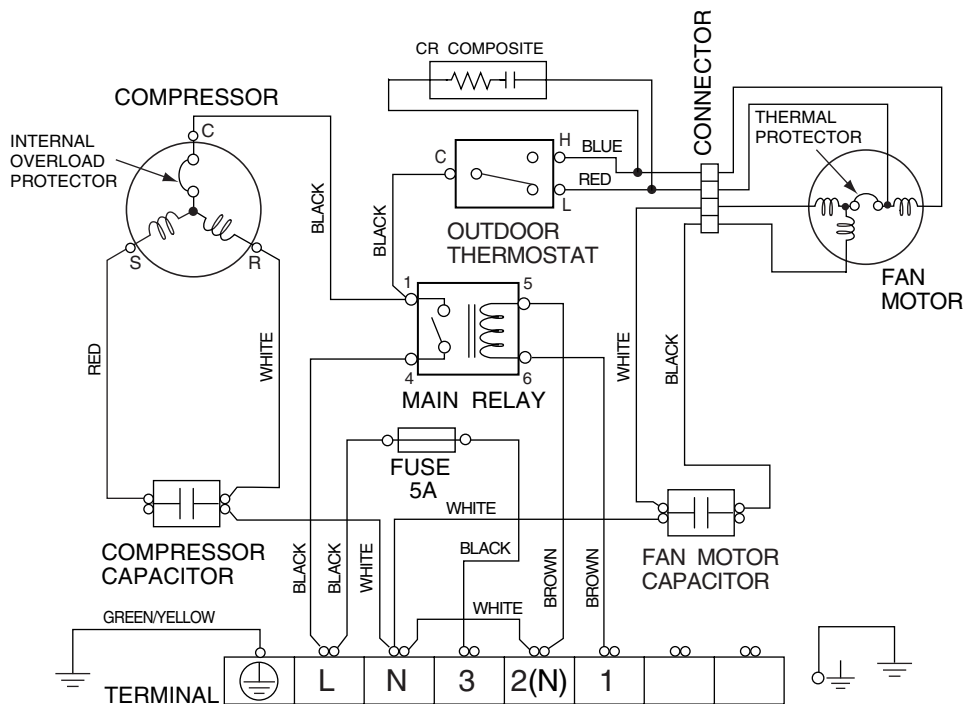 CR COMPOSITE
COMPRESSOR
C
INTERNAL
OVERLOAD
PROTECTOR
S
R
BLACK
RED
WHITE
C
H
L
BLUE
RED
OUTDOOR
THERMOSTAT
BLACK
CONNECTOR
THERMAL
PROTECTOR
FAN
MOTOR
1
5
4
6
MAIN RELAY
WHITE
BLACK
FUSE
5A
COMPRESSOR
CAPACITOR
FAN MOTOR
CAPACITOR
BLACK
BLACK
WHITE
WHITE
BLACK
WHITE
BROWN
BROWN
GREEN/YELLOW
TERMINAL
L
N
3
2(N)
1